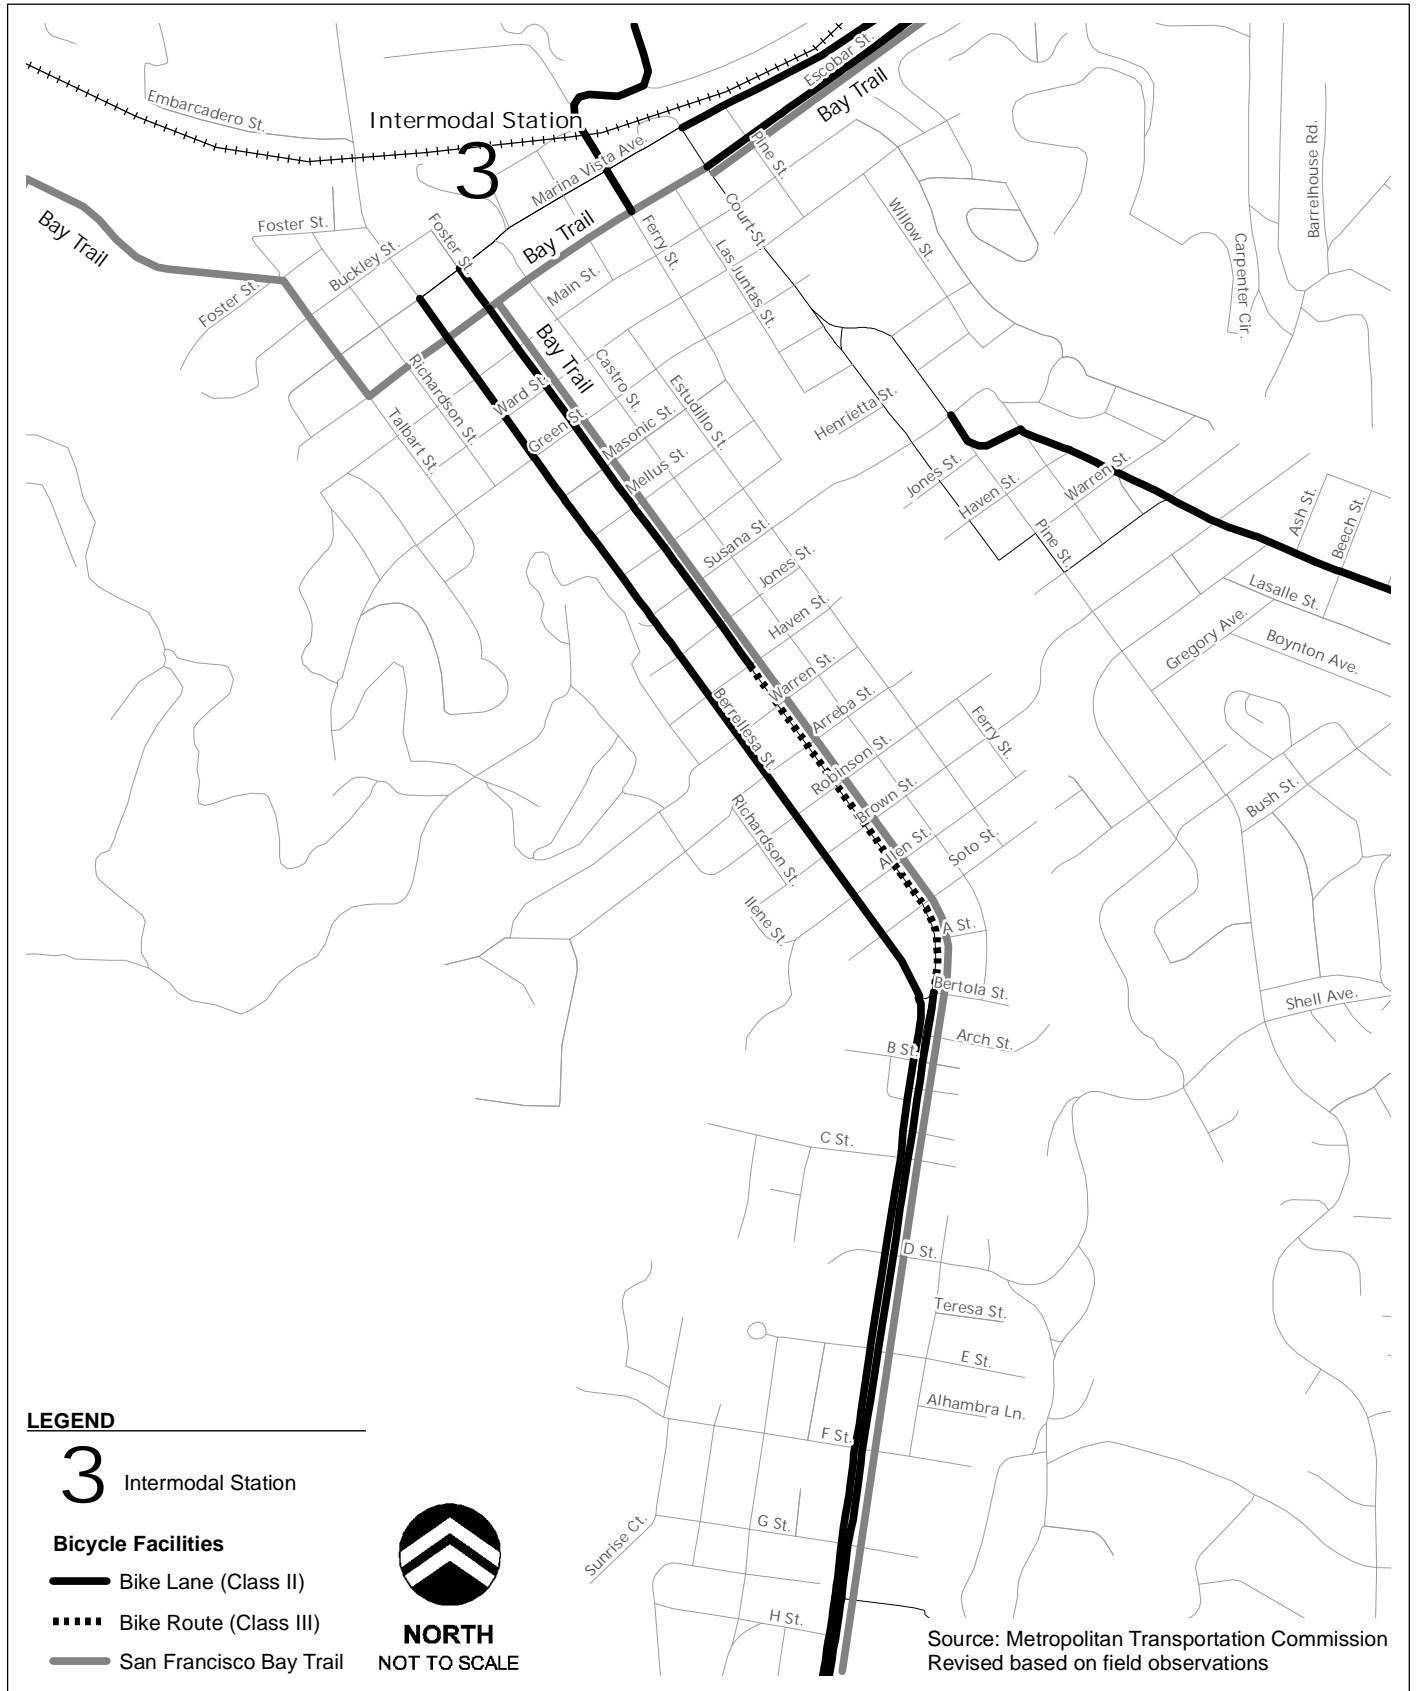 Escobar St.
Bay Trail
Embarcadero St.
Intermodal Station
3
Marina Vista Ave.
Pine St.
Barrelhouse Rd.
Bay Trail
Foster St.
Buckley St.
Foster St.
Bay Trail
Ferry St.
Court St.
Las Juntas St.
Willow St.
Carpenter Cir.
Foster St.
Main St.
Bay Trail
Richardson St.
Talbart St.
Ward St.
Green St.
Castro St.
Estudillo St.
Masonic St.
Mellus St.
Henrietta St.
Jones St.
Haven St.
Warren St.
Pine St.
Ash St.
Beech St.
Susana St.
Jones St.
Haven St.
Warren St.
Lasalle St.
Gregory Ave.
Boynton Ave.
Berrellesa St.
Arreba St.
Robinson St.
Brown St.
Ferry St.
Bush St.
Richardson St.
Allen St.
Soto St.
Ilene St.
A St.
Bertola St.
Shell Ave.
Arch St.
B St.
C St.
D St.
Teresa St.
E St.
Alhambra Ln.
F St.
G St.
Sunrise Ct.
H St.
LEGEND
3 Intermodal Station
Bicycle Facilities
Bike Lane (Class II)
Bike Route (Class III)
San Francisco Bay Trail
NORTH
NOT TO SCALE
Source: Metropolitan Transportation Commission
Revised based on field observations